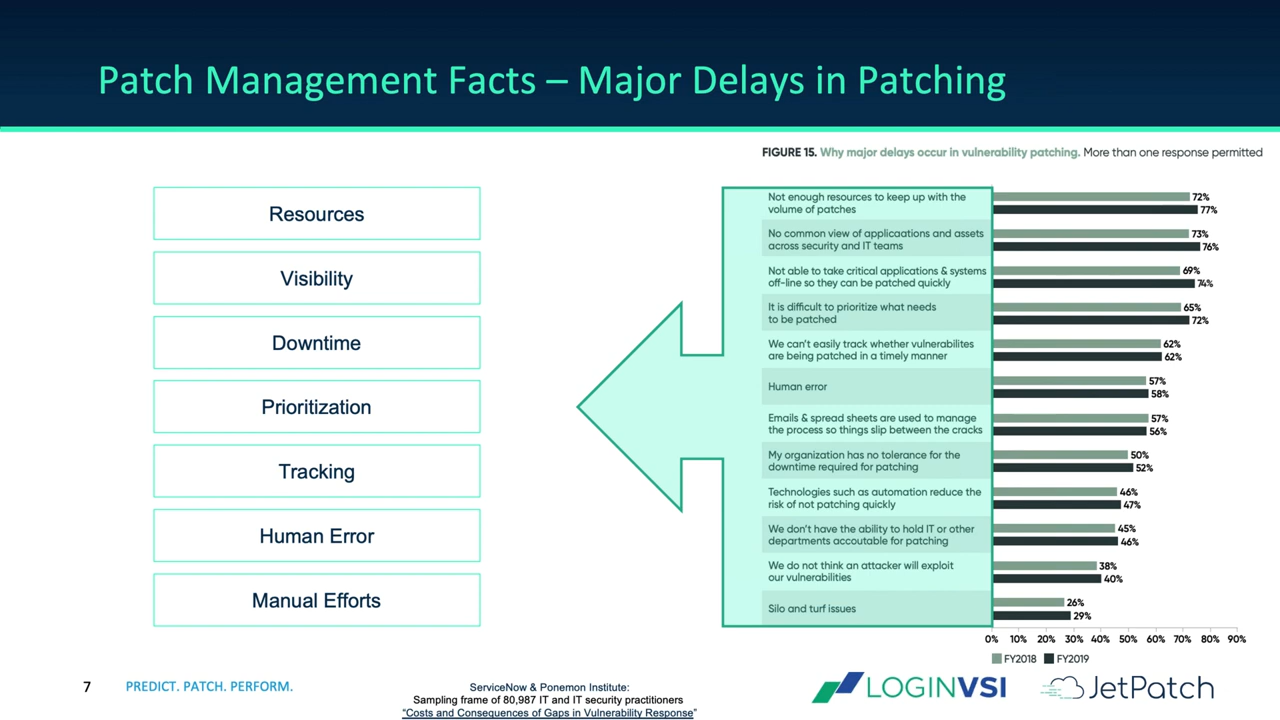 Patch Management Facts – Major Delays in Patching
FIGURE 15. Why major delays occur in vulnerability patching. More than one response permitted
Resources
Visibility
Downtime
Prioritization
Tracking
Human Error
Manual Efforts
Not enough resources to keep up with the
volume of patches
72%
77%
No common view of applicaations and assets
across security and IT teams
73%
76%
Not able to take critical applications & systems
off-line so they can be patched quickly
69%
74%
It is difficult to prioritize what needs
to be patched
65%
72%
We can't easily track whether vulnerabilites
are being patched in a timely manner
62%
62%
Human error
57%
58%
Emails & spread sheets are used to manage
the process so things slip between the cracks
57%
56%
My organization has no tolerance for the
downtime required for patching
50%
52%
Technologies such as automation reduce the
risk of not patching quickly
46%
47%
We don't have the ability to hold IT or other
departments accoutable for patching
45%
46%
We do not think an attacker will exploit
our vulnerabilities
38%
40%
Silo and turf issues
26%
29%
0% 10% 20% 30% 40% 50% 60% 70% 80% 90%
FY2018 FY2019
7
PREDICT. PATCH. PERFORM.
ServiceNow & Ponemon Institute:
Sampling frame of 80,987 IT and IT security practitioners
"Costs and Consequences of Gaps in Vulnerability Response"
LOGINVSI
JetPatch